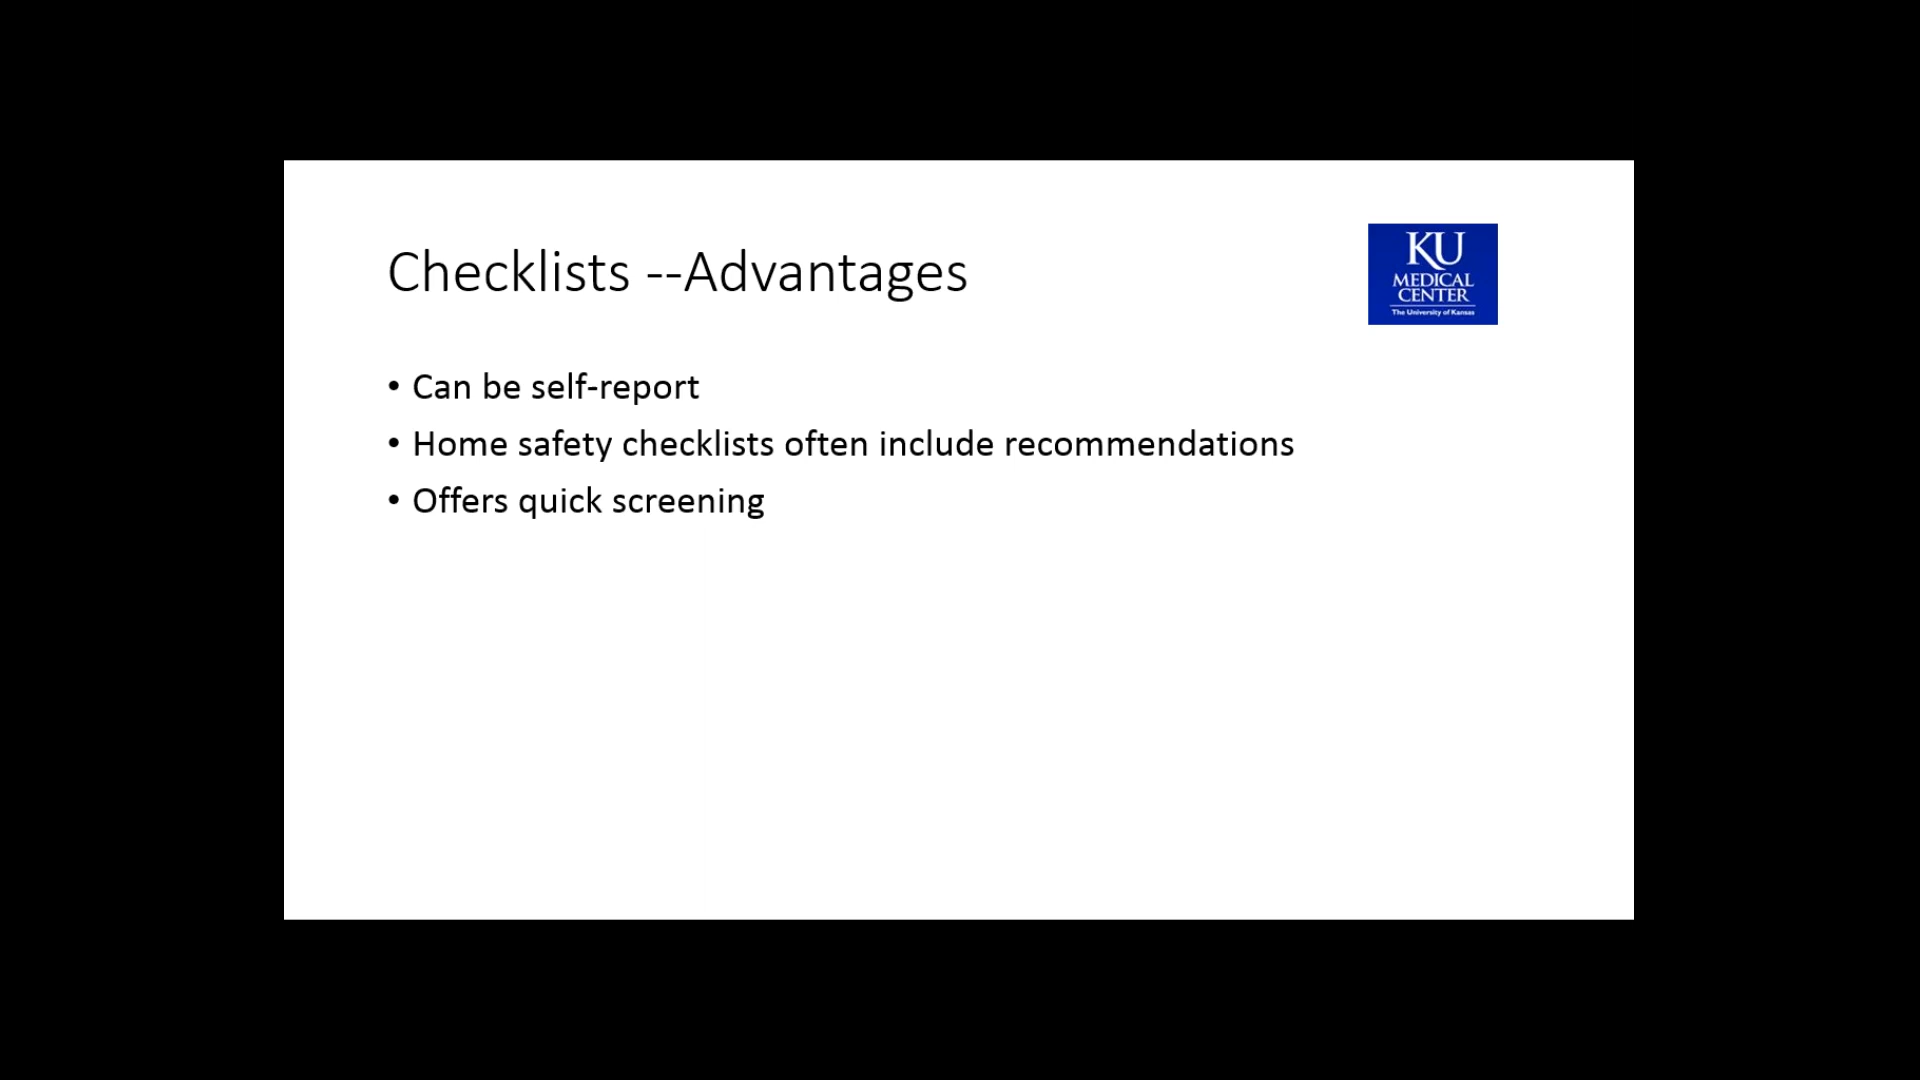 Checklists --Advantages
KU
MEDICAL
CENTER
The University of Kansas
• Can be self-report
• Home safety checklists often include recommendations
• Offers quick screening